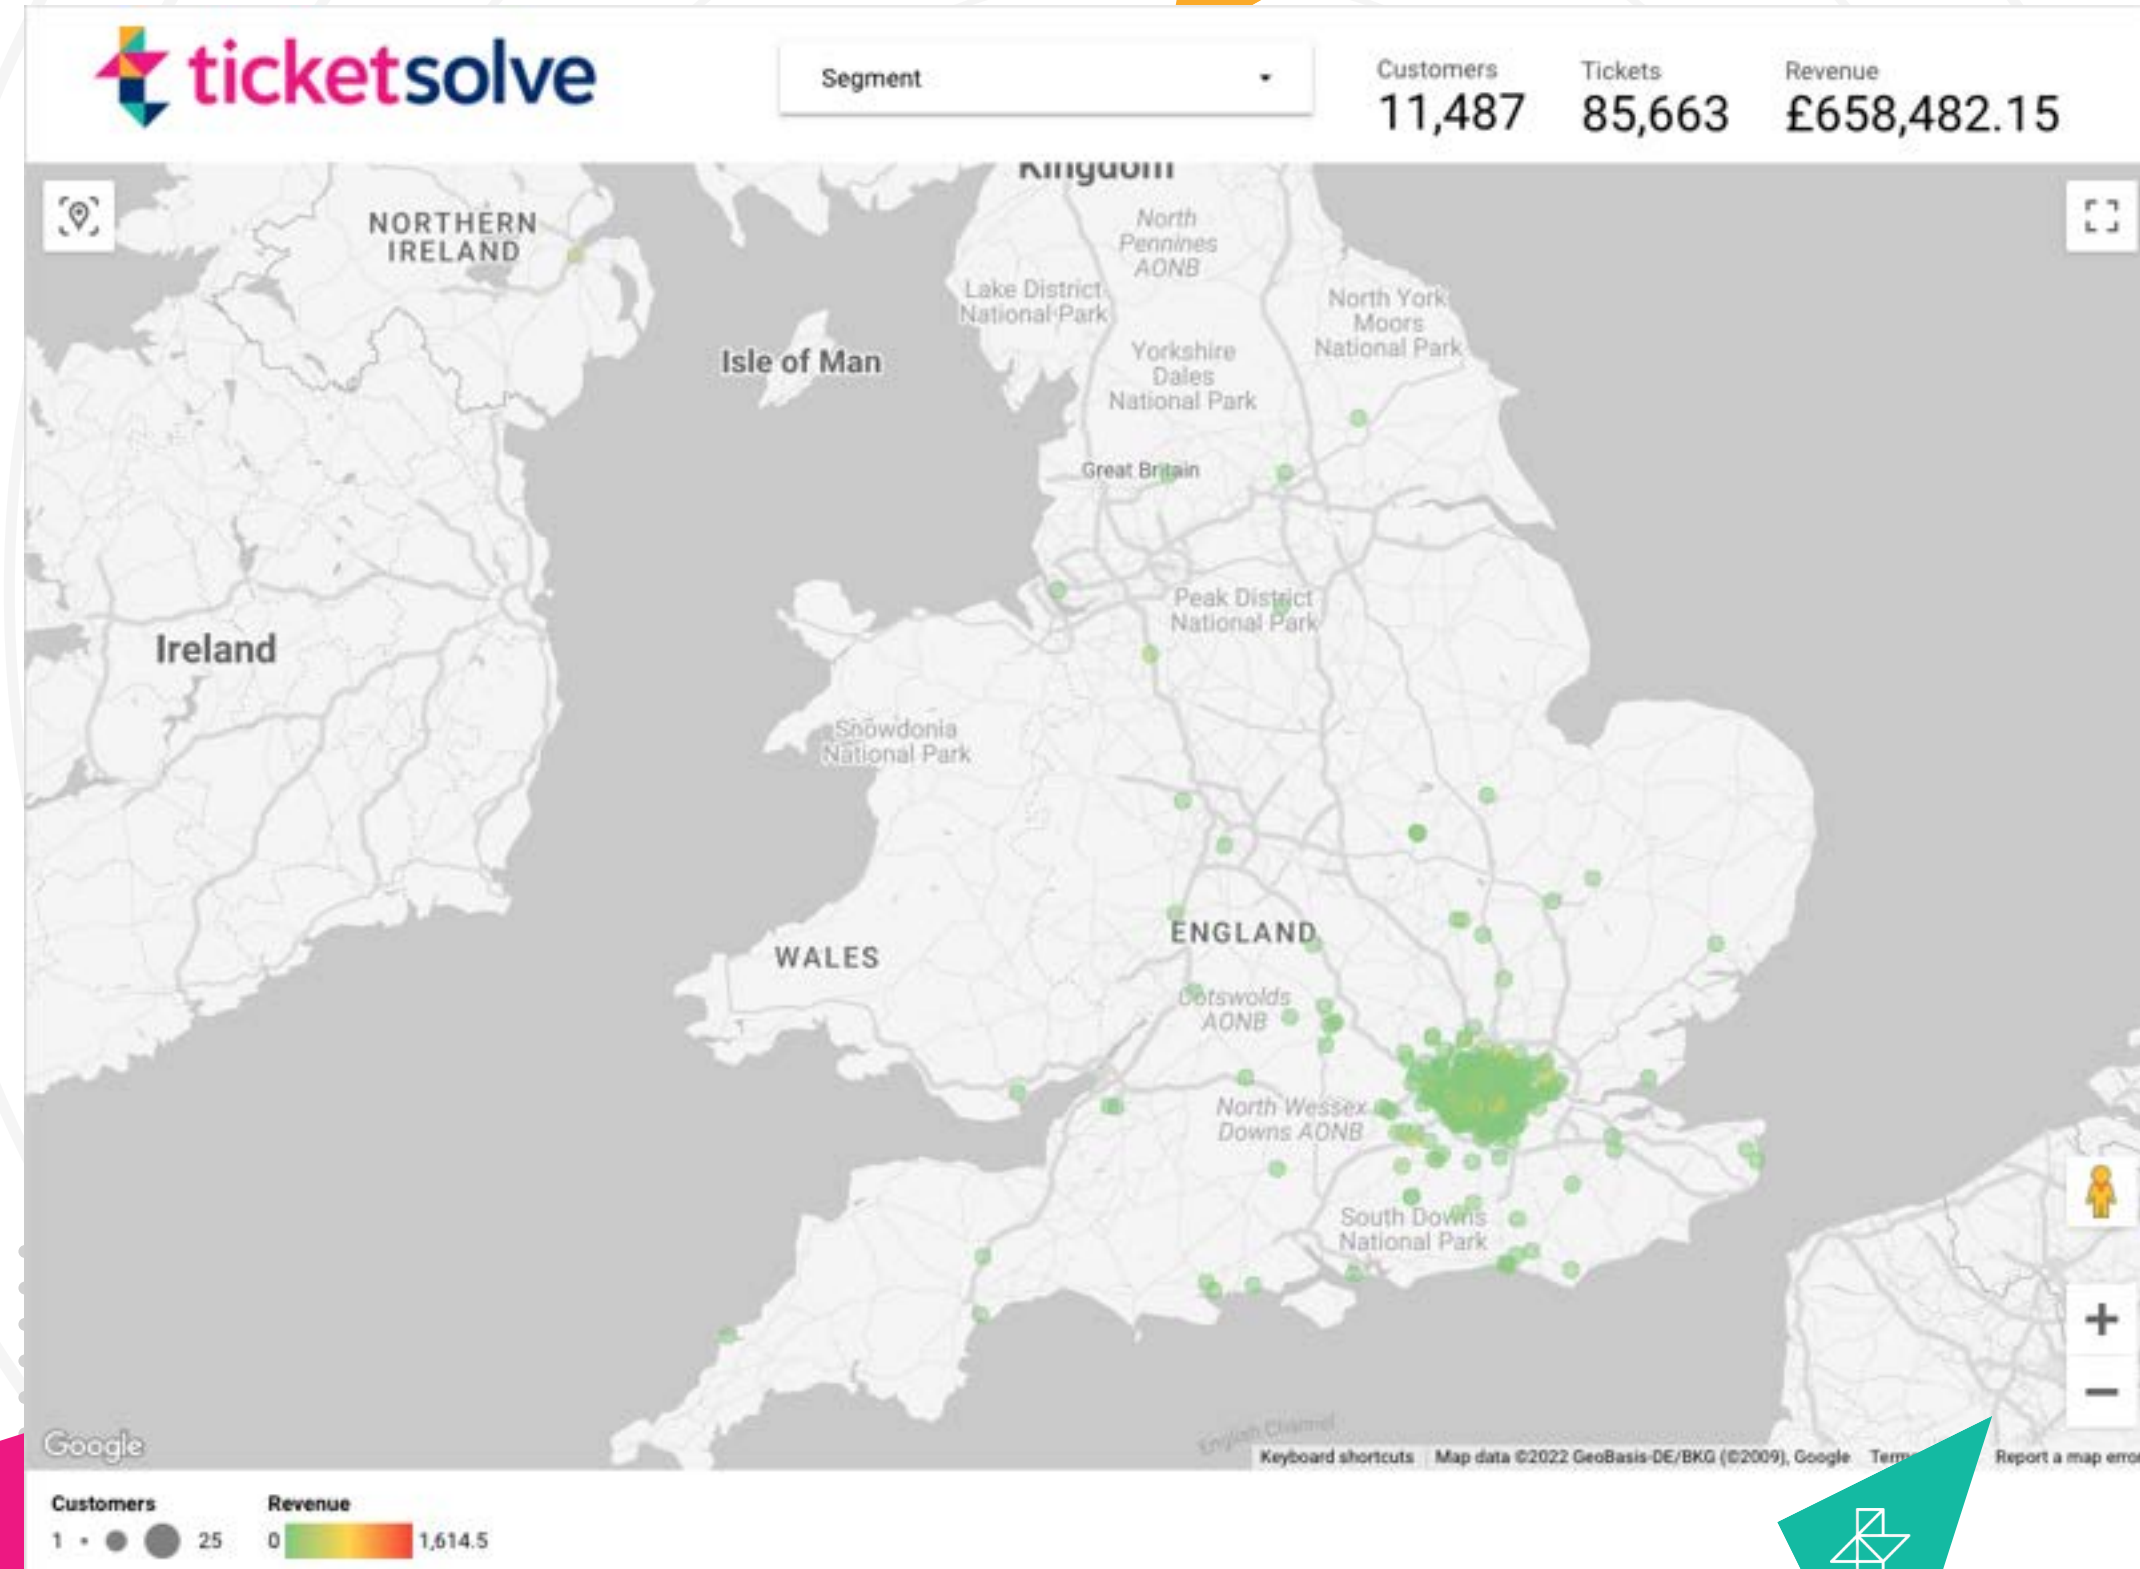 ticketsolve
Segment
Customers
11,487
Tickets
85,663
Revenue
£658,482.15
Kingdom
NORTHERN
IRELAND
North
Pennines
AONB
Lake District
National Park
North York
Moors
National Park
Isle of Man
Yorkshire
Dales
National Park
Great Britain
Peak District
National Park
Ireland
Snowdonia
National Park
ENGLAND
WALES
Cotswolds
AONB
North Wessex
Downs AONB
South Downs
National Park
English Channel
Google
Keyboard shortcuts
Map data ©2022 GeoBasis-DE/BKG (©2009), Google
Report a map error
Customers
1
25
Revenue
0
1,614.5